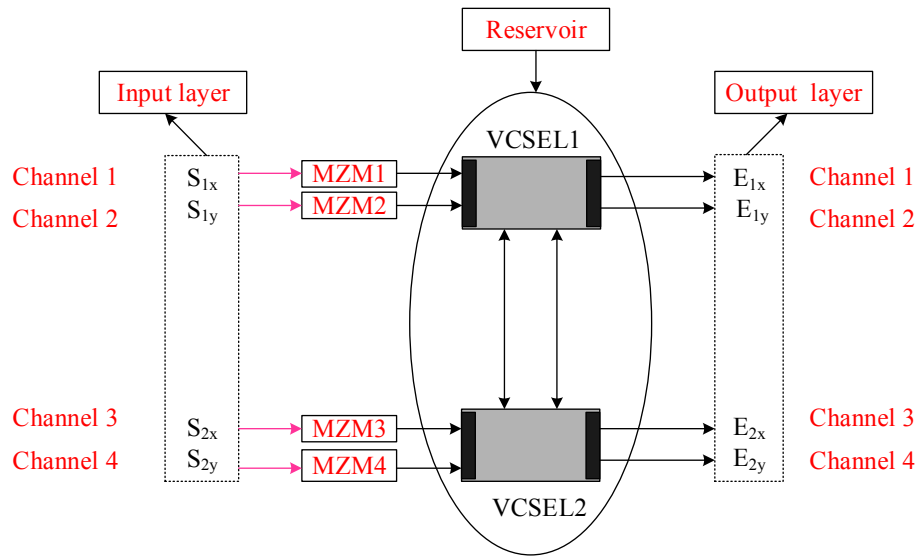 Reservoir
Input layer
Output layer
VCSEL1
Channel 1
S1x
MZM1
E1x
Channel 1
Channel 2
S1y
MZM2
E1y
Channel 2
Channel 3
S2x
MZM3
E2x
Channel 3
Channel 4
S2y
MZM4
E2y
Channel 4
VCSEL2